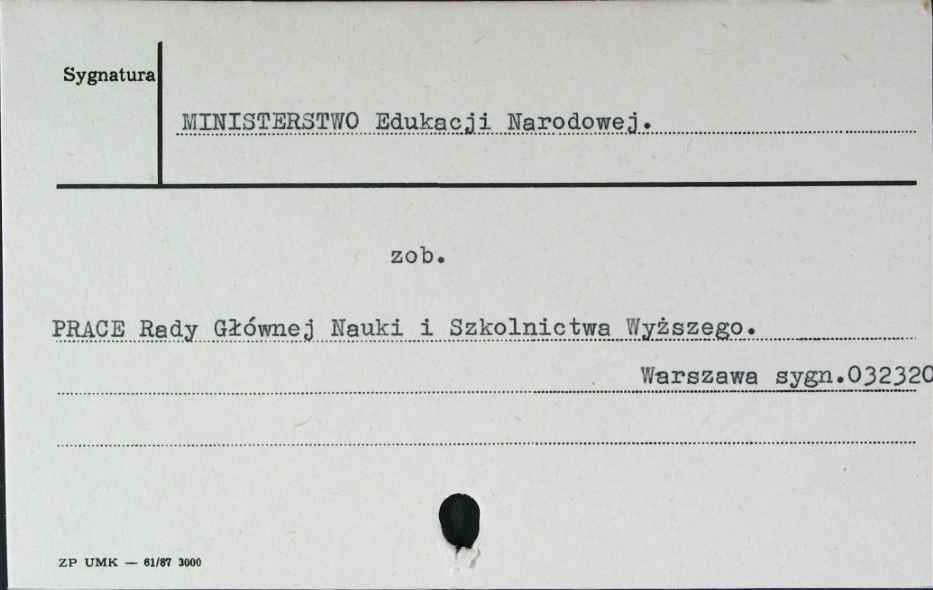 Sygnatura
MINISTERSTWO Edukacji Narodowej.
zob.
PRACE Rady Głównej Nauki i Szkolnictwa Wyższego.
Warszawa sygn.032320
ZP UMK — 61/87 3000